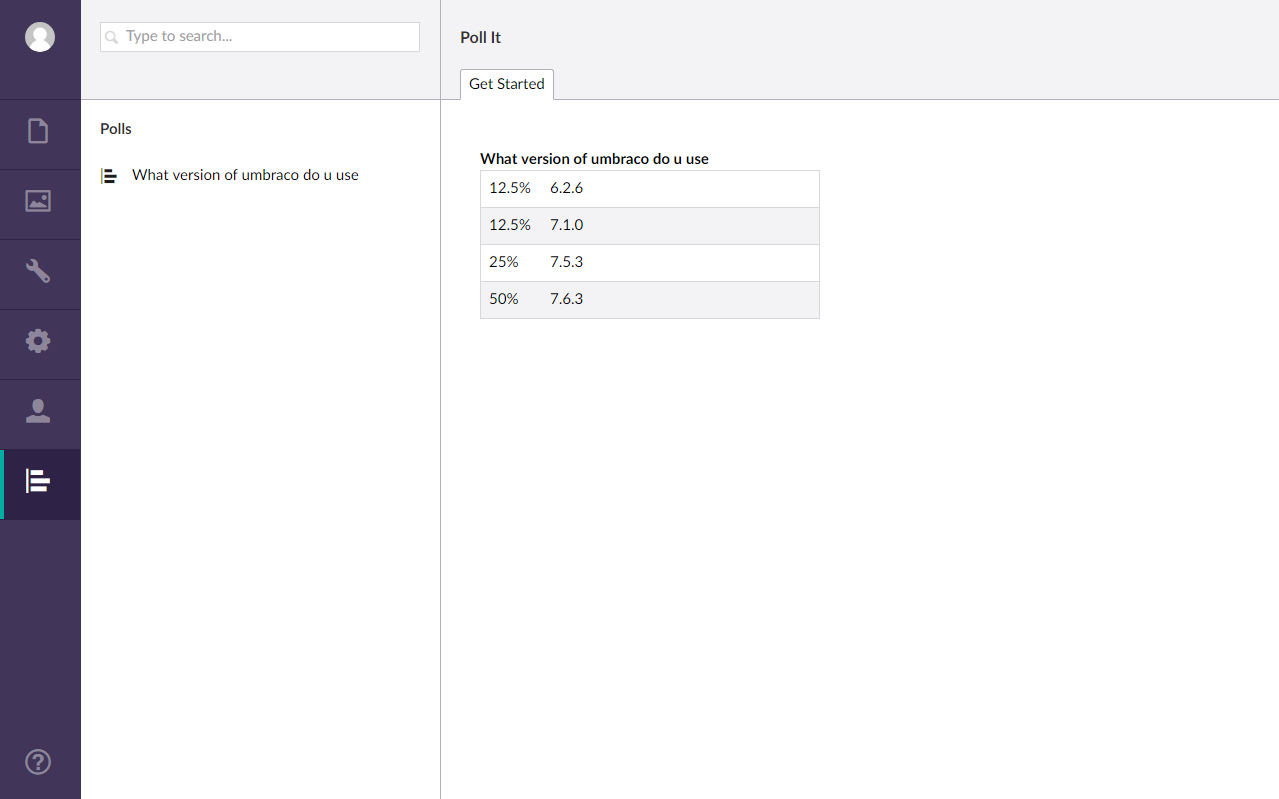 Type to search...
Poll It
Get Started
Polls
What version of umbraco do u use
What version of umbraco do u use
12.5% 6.2.6
12.5% 7.1.0
25% 7.5.3
50% 7.6.3
?